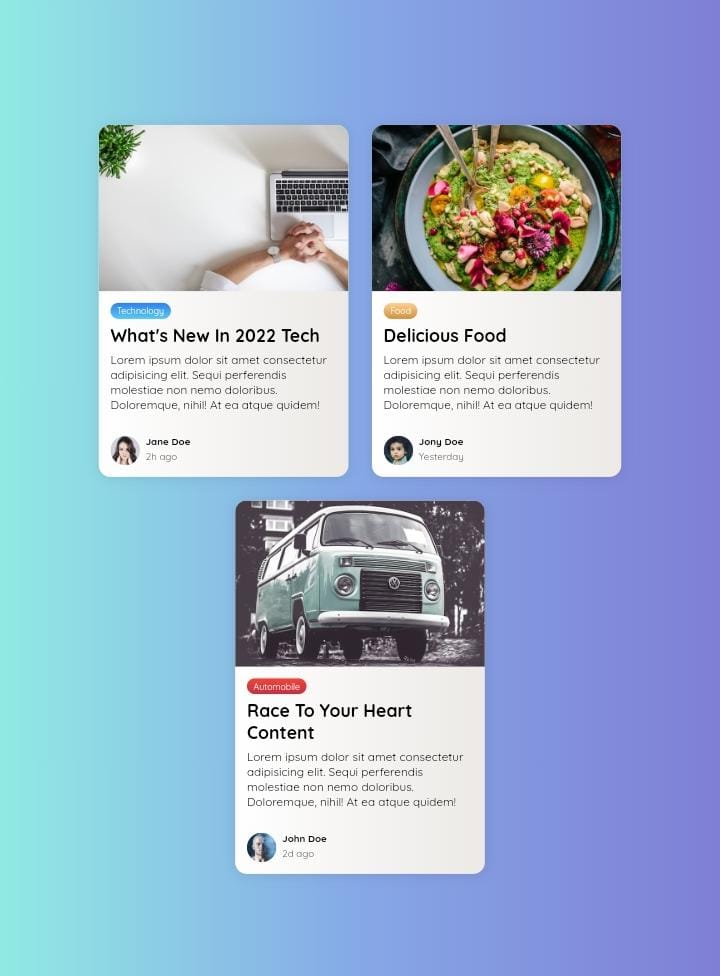 Technology
What's New In 2022 Tech
Lorem ipsum dolor sit amet consectetur
adipisicing elit. Sequi perferendis
molestiae non nemo doloribus.
Doloremque, nihil! At ea atque quidem!
Jane Doe
2h ago
Food
Delicious Food
Lorem ipsum dolor sit amet consectetur
adipisicing elit. Sequi perferendis
molestiae non nemo doloribus.
Doloremque, nihil! At ea atque quidem!
Jony Doe
Yesterday
Automobile
Race To Your Heart
Content
Lorem ipsum dolor sit amet consectetur
adipisicing elit. Sequi perferendis
molestiae non nemo doloribus.
Doloremque, nihil! At ea atque quidem!
John Doe
2d ago